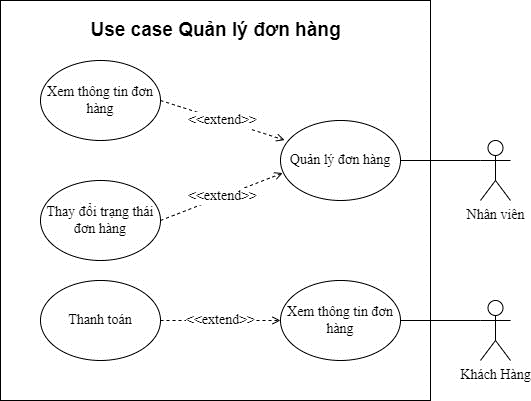 Use case Quản lý đơn hàng
Xem thông tin đơn
hàng
<<extend>>
Quản lý đơn hàng
Nhân viên
<<extend>>
Thay đổi trạng thái
đơn hàng
Thanh toán
<<extend>>
Xem thông tin đơn
hàng
Khách Hàng